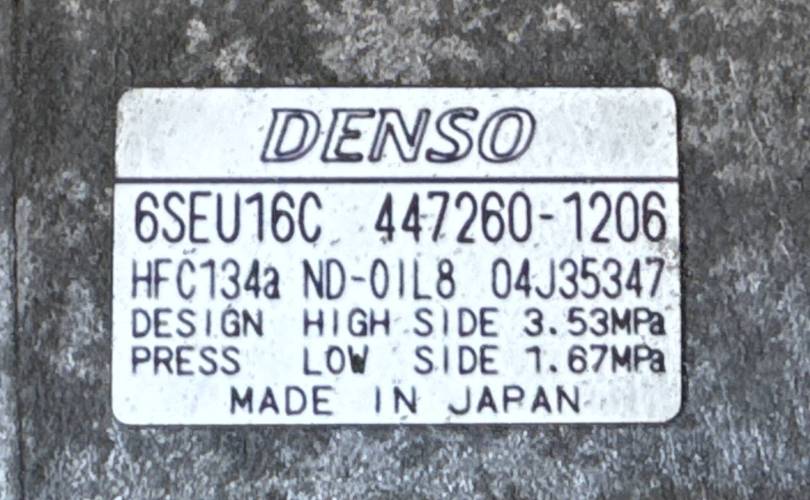 DENSO
6SEU16C 447260-1206
HFC134a ND-OIL8 04J35347
DESIGN HIGH SIDE 3.53MPa
PRESS LOW SIDE 1.67MPa
MADE IN JAPAN